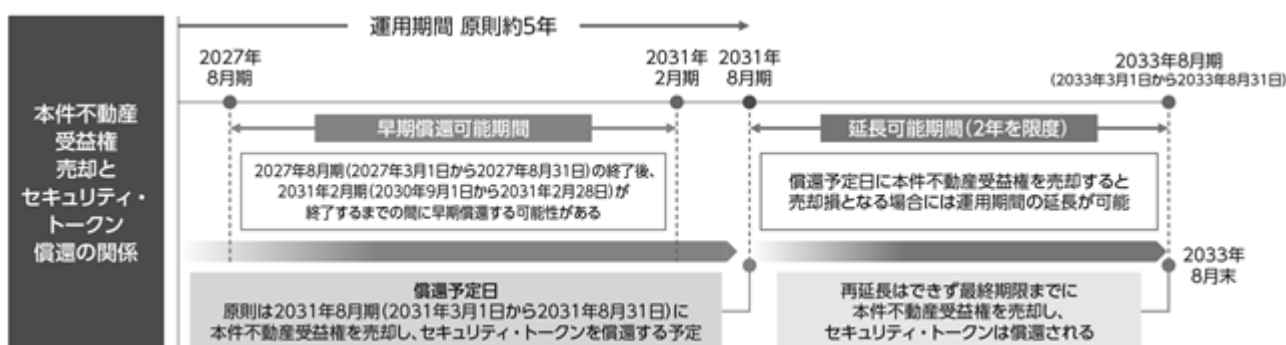 本件不動産
受益権
売却と
セキュリティ・
トークン
償還の関係
運用期間 原則約5年
2027年
8月期
2031年
2月期
2031年
8月期
2033年8月期
(2033年3月1日から2033年8月31日)
早期償還可能期間
2027年8月期(2027年3月1日から2027年8月31日)の終了後、
2031年2月期(2030年9月1日から2031年2月28日)が
終了するまでの間に早期償還する可能性がある
延長可能期間(2年を限度)
償還予定日に本件不動産受益権を売却すると
売却損となる場合には運用期間の延長が可能
償還予定日
原則は2031年8月期(2031年3月1日から2031年8月31日)に
本件不動産受益権を売却し、セキュリティ・トークンを償還する予定
再延長はできず最終期限までに
本件不動産受益権を売却し、
セキュリティ・トークンは償還される
2033年
8月末